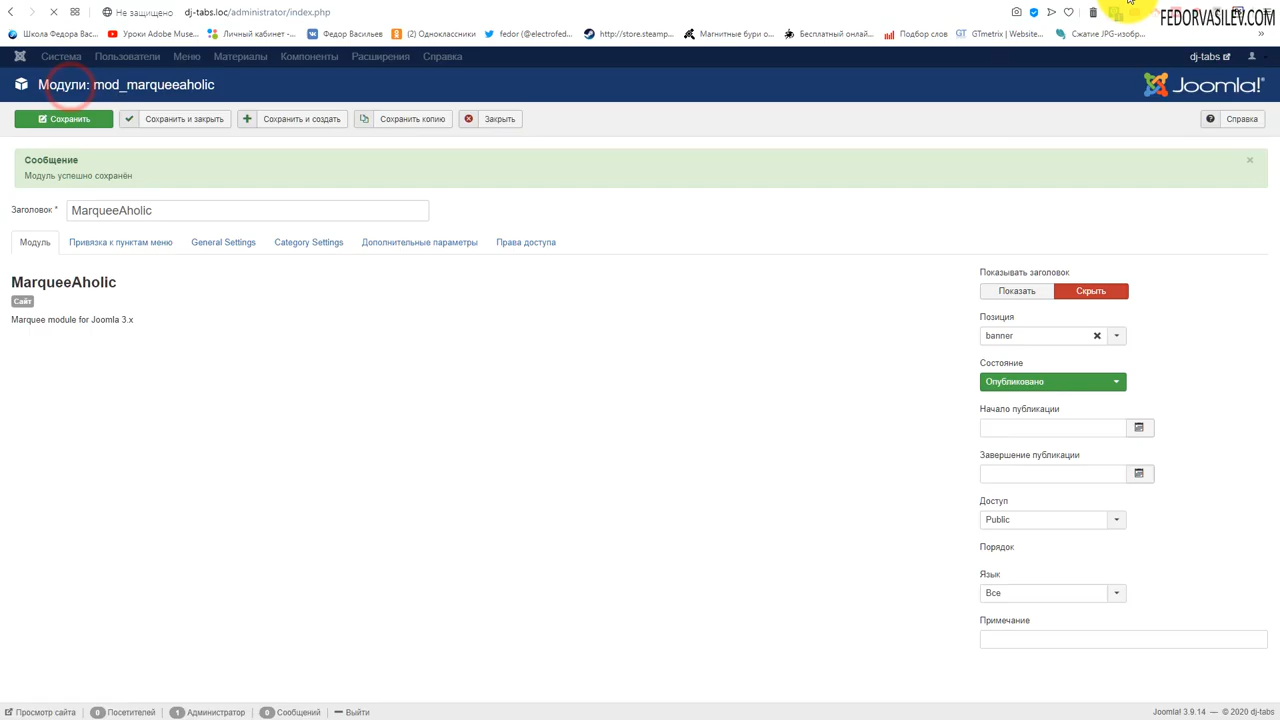 Не защищено dj-tabs.loc/administrator/index.php
FEDORVASILEV.COM
Школа Федора Вас... Уроки Adobe Muse... Личный кабинет -... Федор Васильев (2) Одноклассники fedor (@electrofed... http://store.steamp... Магнитные бури о... Бесплатный онлай... Подбор слов GTmetrix | Website... Сжатие JPG-изобр... »
Система Пользователи Меню Материалы Компоненты Расширения Справка dj-tabs
Модули: mod_marqueeaholic Joomla!®
Сохранить Сохранить и закрыть Сохранить и создать Сохранить копию Закрыть Справка
Сообщение ×
Модуль успешно сохранён
Заголовок * MarqueeAholic
Модуль Привязка к пунктам меню General Settings Category Settings Дополнительные параметры Права доступа
MarqueeAholic
Сайт
Marquee module for Joomla 3.x
Показывать заголовок
Показать Скрыть
Позиция
banner
Состояние
Опубликовано
Начало публикации
Завершение публикации
Доступ
Public
Порядок
Язык
Все
Примечание
Просмотр сайта 0 Посетителей 1 Администратор 0 Сообщений Выйти Joomla! 3.9.14 — © 2020 dj-tabs